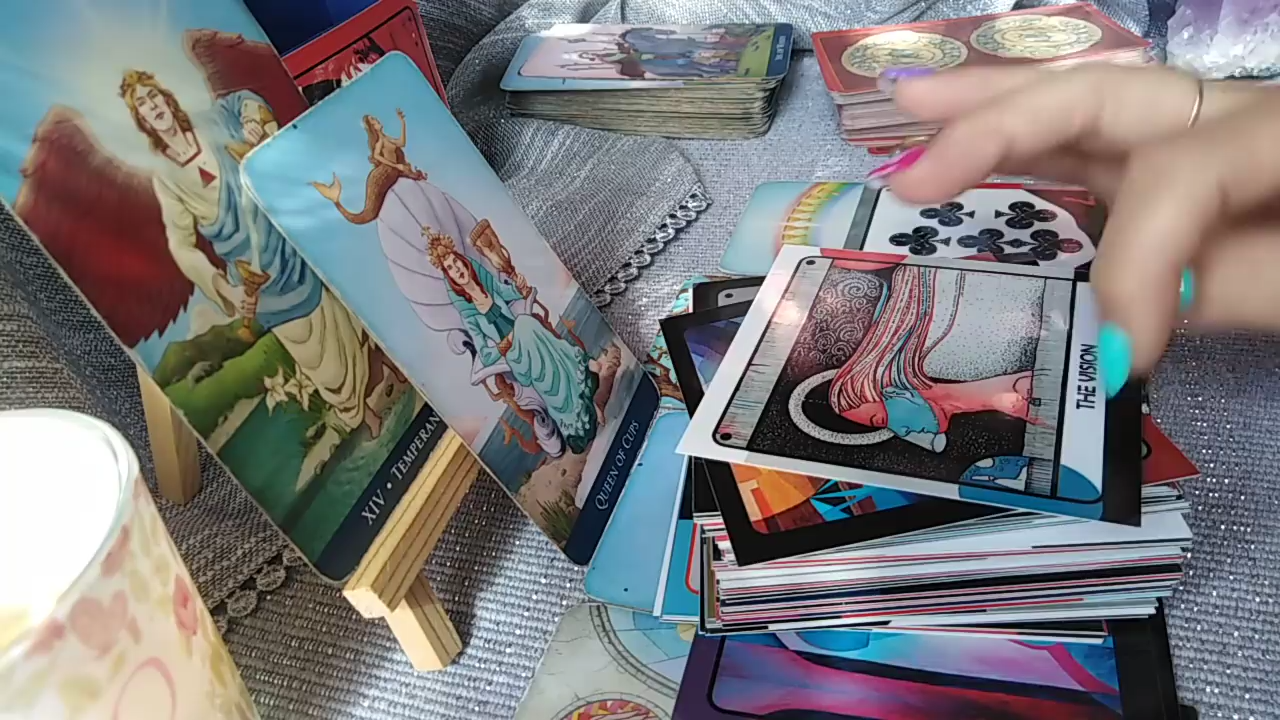 XIV • TEMPERAN
QUEEN OF CUPS
THE VISION